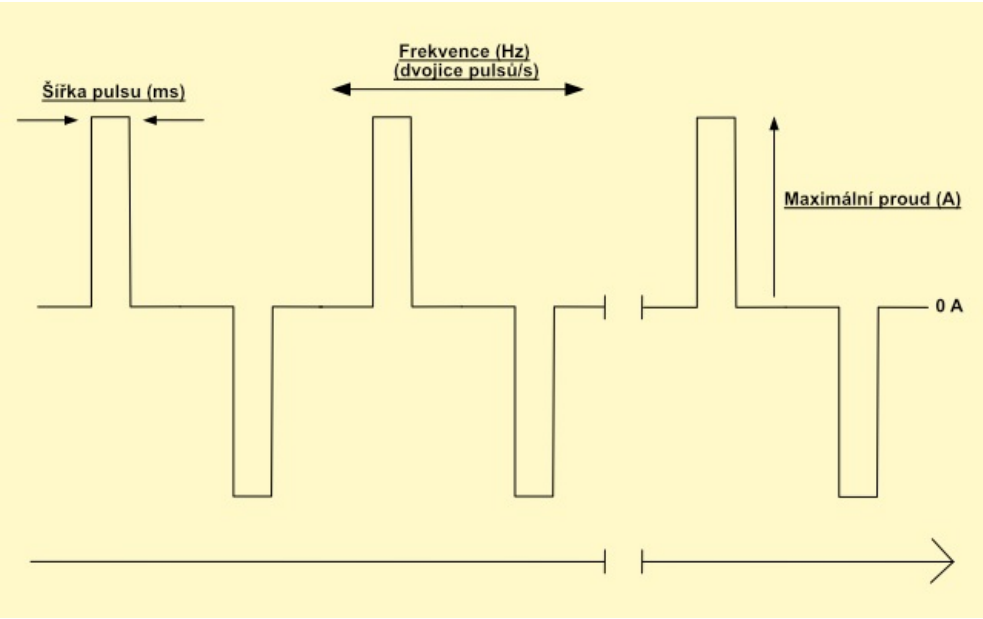 Frekvence (Hz)
(dvojice pulsů/s)
Šířka pulsu (ms)
Maximální proud (A)
0 A